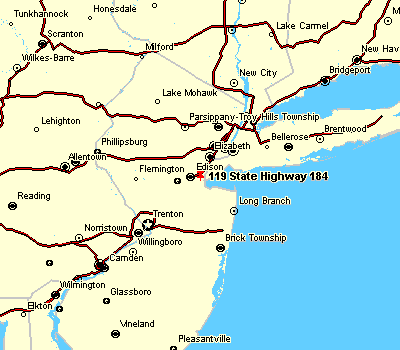 Honesdale
Tunkhannock
Lake Carmel
Scranton
Milford
New Hav
Wilkes-Barre
Bridgeport
New City
Lake Mohawk
Parsippany-Troy Hills Township
Lehighton
Brentwood
Phillipsburg
Bellerose
Elizabeth
Allentown
Edison
Flemington
119 State Highway 184
Reading
Long Branch
Trenton
Norristown
Willingboro
Brick Township
Camden
Wilmington
Glassboro
Elkton
Vineland
Pleasantville